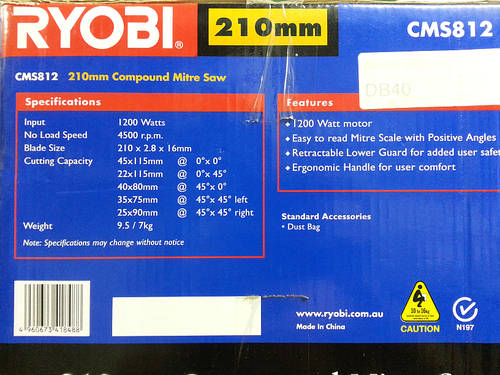 RYOBI®
210mm
CMS812
CMS812 210mm Compound Mitre Saw
DB40
Specifications
Input 1200 Watts
No Load Speed 4500 r.p.m.
Blade Size 210 x 2.8 x 16mm
Cutting Capacity 45x115mm @ 0°x 0°
22x115mm @ 0°x 45°
40x80mm @ 45°x 0°
35x75mm @ 45°x 45° left
25x90mm @ 45°x 45° right
Weight 9.5 / 7kg
Note: Specifications may change without notice
Features
1200 Watt motor
Easy to read Mitre Scale with Positive Angles
Retractable Lower Guard for added user safet
Ergonomic Handle for user comfort
Standard Accessories
• Dust Bag
4 960673 418488
www.ryobi.com.au
Made In China
CAUTION
N197